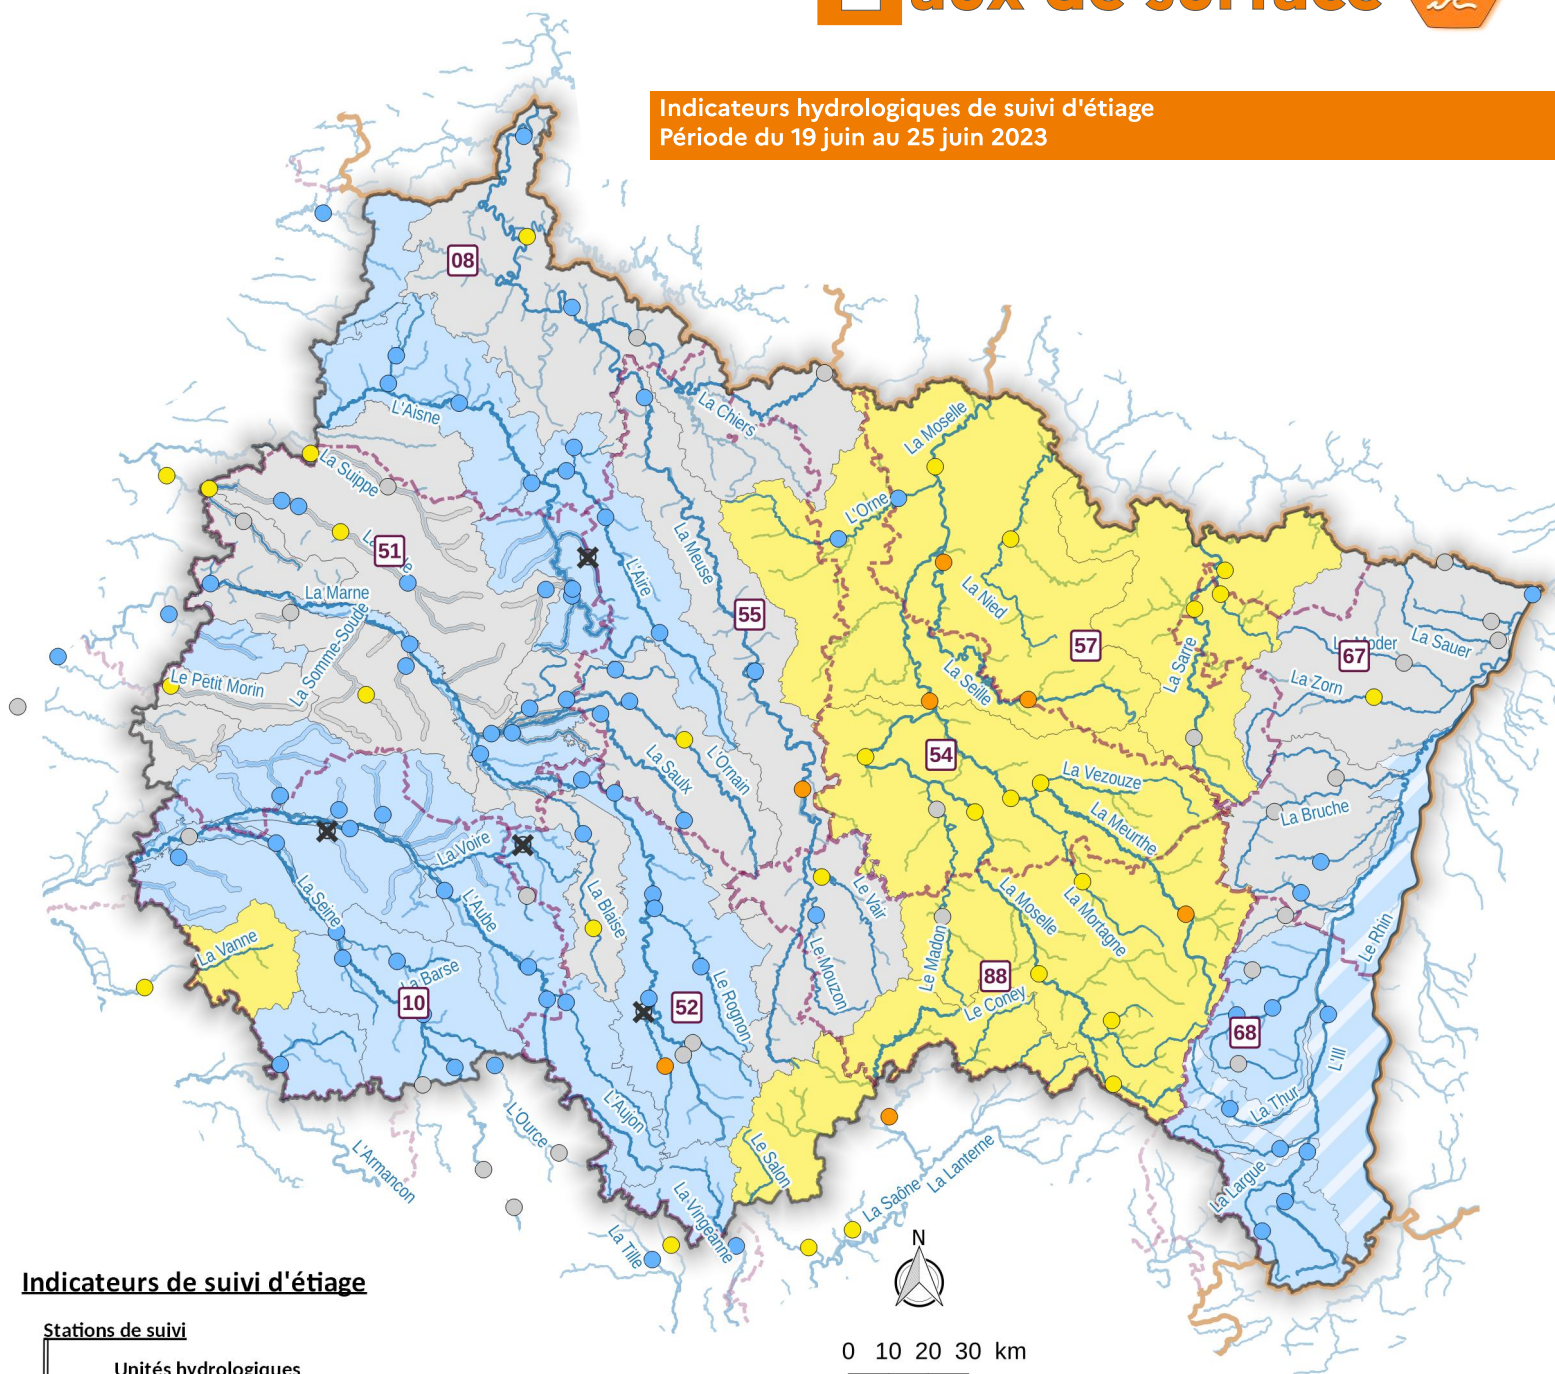 aux de surface
Indicateurs hydrologiques de suivi d'étiage
Période du 19 juin au 25 juin 2023
08
L'Aisne
La Chiers
La Moselle
La Suippe
L'Orne
51
La Meuse
L'Aire
La Nied
La Marne
La Somme-Soude
55
57
67
La Sauer
La Sarre
Le Petit Morin
La Seille
La Zorn
54
La Saulx
L'Ornain
La Vezouze
La Meurthe
La Bruche
La Voire
La Seine
L'Aube
La Blaise
Le Vair
La Moselle
La Mortagne
La Vanne
Le Rhin
La Barse
10
52
Le Rognon
Le Mouzon
Le Madon
88
Le Coney
68
L'Ill
La Thur
L'Aujon
L'Ource
L'Armançon
Le Salon
La Lanterne
La Saône
La Largue
La Vingeanne
La Tille
N
Indicateurs de suivi d'étiage
Stations de suivi
Unités hydrologiques
0 10 20 30 km